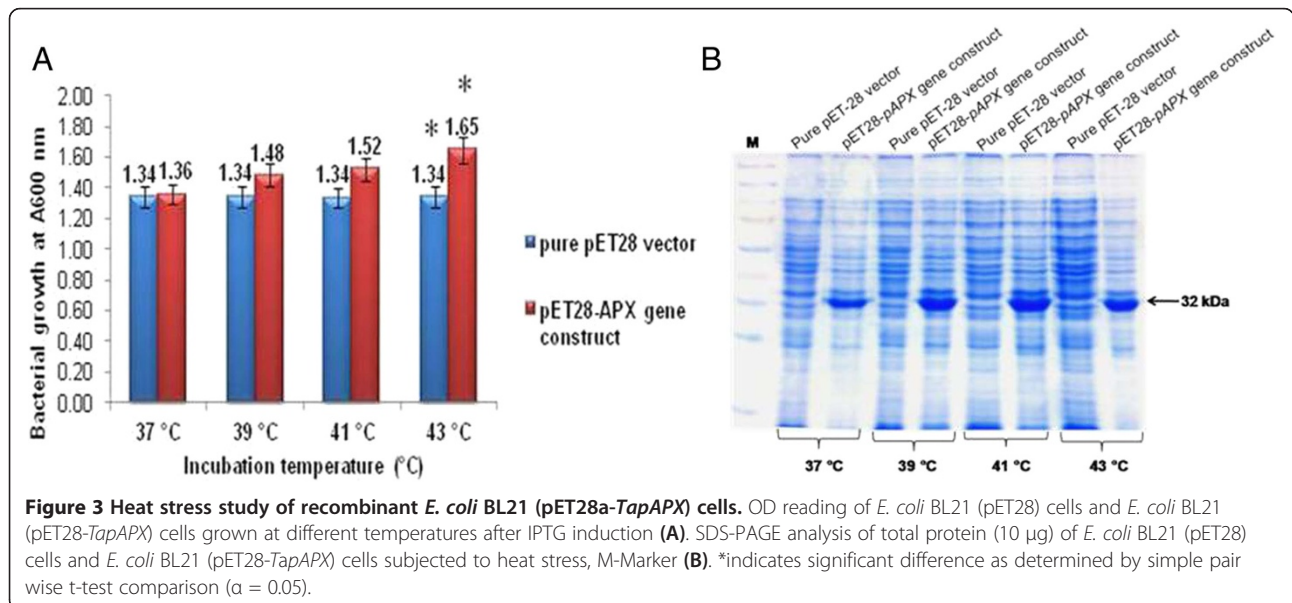 A
Bacterial growth at A600 nm
2.00
1.80
1.60
1.40
1.20
1.00
0.80
0.60
0.40
0.20
0.00
1.34 1.36
1.34 1.48
1.34 1.52
* 1.34
* 1.65
37 °C 39 °C 41 °C 43 °C
Incubation temperature (°C)
pure pET28 vector
pET28-APX gene
construct
B
M
Pure pET-28 vector
pET28-pAPX gene construct
Pure pET-28 vector
pET28-pAPX gene construct
Pure pET-28 vector
pET28-pAPX gene construct
Pure pET-28 vector
pET28-pAPX gene construct
32 kDa
37 °C 39 °C 41 °C 43 °C
Figure 3 Heat stress study of recombinant E. coli BL21 (pET28a-TapAPX) cells. OD reading of E. coli BL21 (pET28) cells and E. coli BL21
(pET28-TapAPX) cells grown at different temperatures after IPTG induction (A). SDS-PAGE analysis of total protein (10 μg) of E. coli BL21 (pET28)
cells and E. coli BL21 (pET28-TapAPX) cells subjected to heat stress, M-Marker (B). *indicates significant difference as determined by simple pair
wise t-test comparison (α = 0.05).